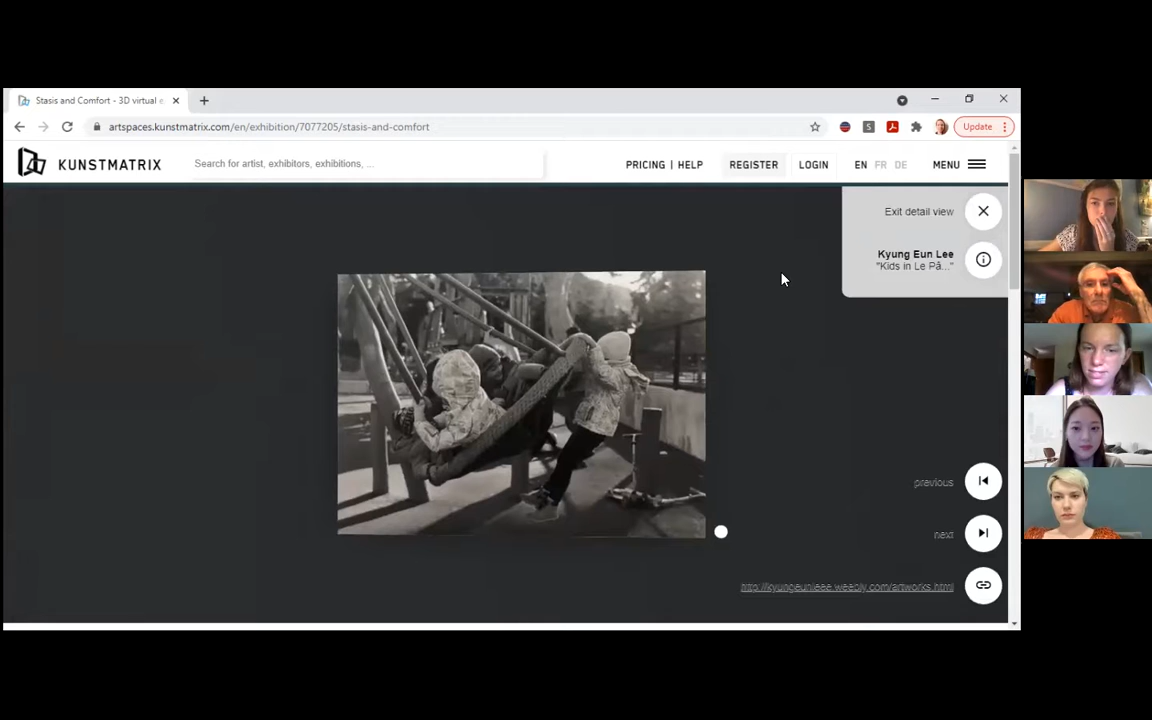 Stasis and Comfort - 3D virtual e
artspaces.kunstmatrix.com/en/exhibition/7077205/stasis-and-comfort
Update
KUNSTMATRIX
Search for artist, exhibitors, exhibitions, ...
PRICING | HELP
REGISTER
LOGIN
EN FR DE
MENU
Exit detail view
Kyung Eun Lee
"Kids in Le Pã..."
previous
next
http://kyungeunleee.weebly.com/artworks.html